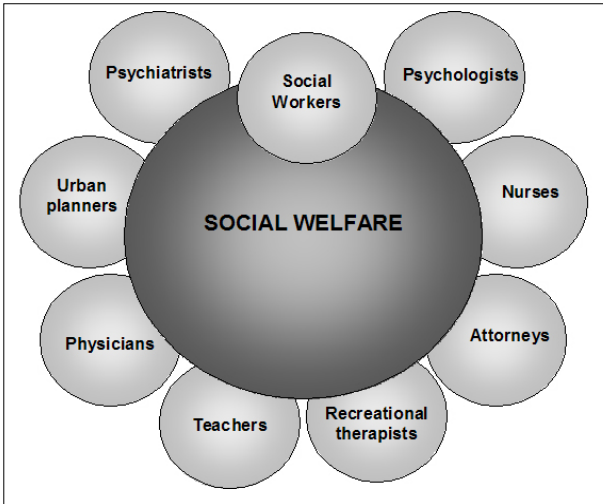 Psychiatrists
Social
Workers
Psychologists
Urban
planners
Nurses
SOCIAL WELFARE
Physicians
Attorneys
Teachers
Recreational
therapists